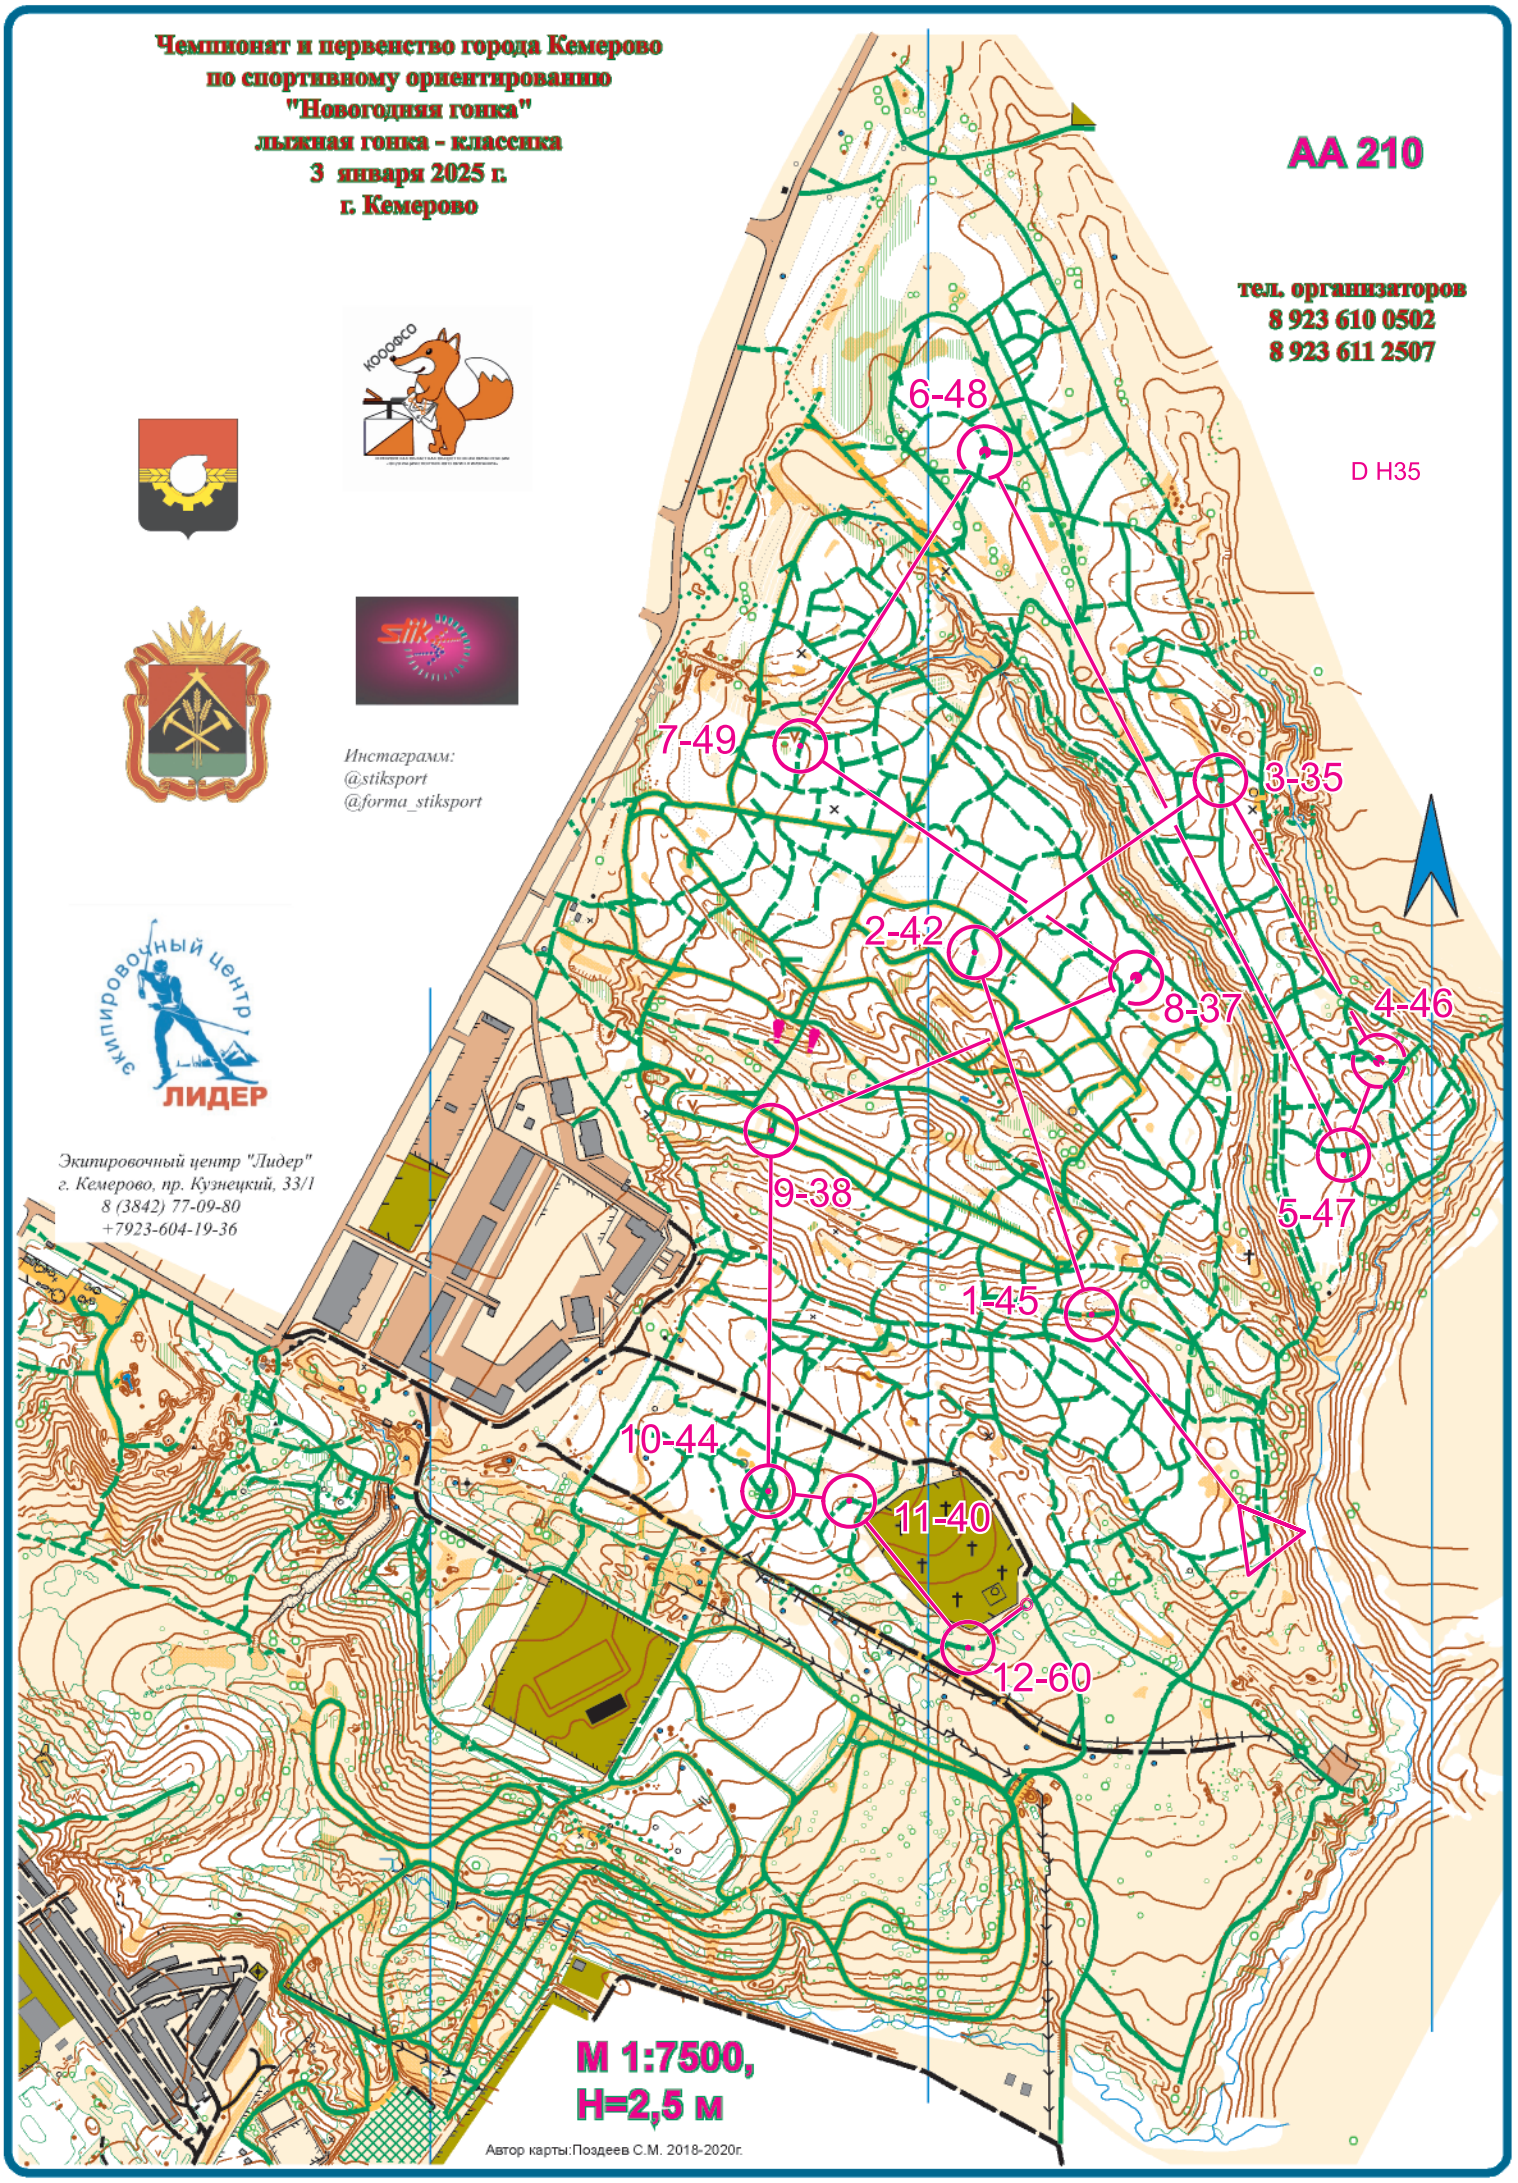 Чемпионат и первенство города Кемерово
по спортивному ориентированию
"Новогодняя гонка"
лыжная гонка - классика
3 января 2025 г.
г. Кемерово
АА 210
тел. организаторов
8 923 610 0502
8 923 611 2507
КОООФСО
6-48
D H35
stik
7-49
3-35
Инстаграмм:
@stiksport
@forma_stiksport
2-42
8-37
4-46
экипировочный центр
ЛИДЕР
Экипировочный центр "Лидер"
г. Кемерово, пр. Кузнецкий, 33/1
8 (3842) 77-09-80
+7923-604-19-36
9-38
5-47
1-45
10-44
11-40
12-60
М 1:7500,
Н=2,5 м
Автор карты:Поздеев С.М. 2018-2020г.